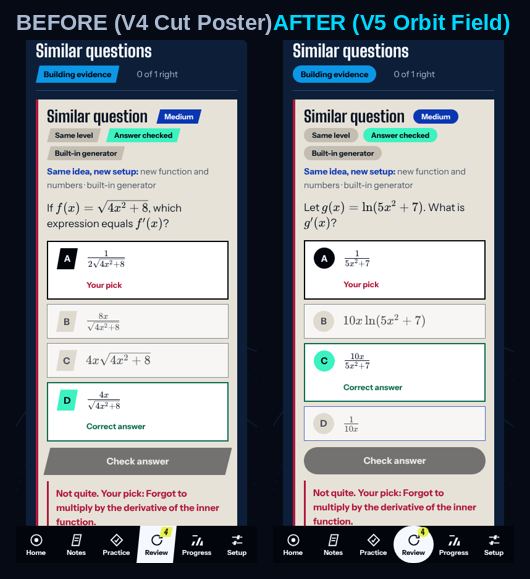 BEFORE (V4 Cut Poster)
Similar questions
Building evidence 0 of 1 right
Similar question Medium
Same level Answer checked
Built-in generator
Same idea, new setup: new function and
numbers · built-in generator
If f(x) = √(4x² + 8), which
expression equals f′(x)?
A 1/(2√(4x²+8))
Your pick
B 8x/√(4x²+8)
C 4x√(4x² + 8)
D 4x/√(4x²+8)
Correct answer
Check answer
Not quite. Your pick: Forgot to
multiply by the derivative of the inner
function.
Home Notes Practice Review 4 Progress Setup
AFTER (V5 Orbit Field)
Similar questions
Building evidence 0 of 1 right
Similar question Medium
Same level Answer checked
Built-in generator
Same idea, new setup: new function and
numbers · built-in generator
Let g(x) = ln(5x² + 7). What is
g′(x)?
A 1/(5x²+7)
Your pick
B 10x ln(5x² + 7)
C 10x/(5x²+7)
Correct answer
D 1/(10x)
Check answer
Not quite. Your pick: Forgot to
multiply by the derivative of the inner
function.
Home Notes Practice Review 4 Progress Setup